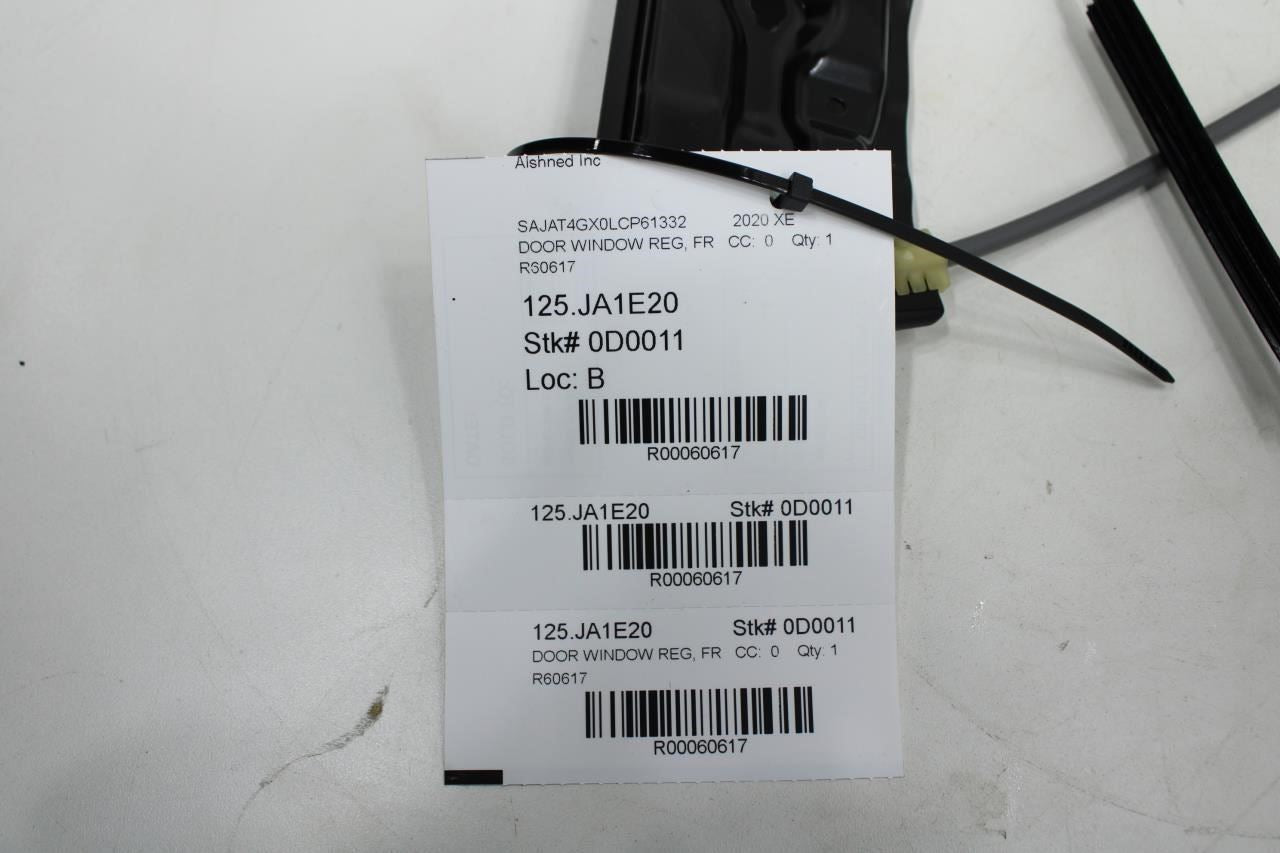 Aishned Inc
SAJAT4GX0LCP61332 2020 XE
DOOR WINDOW REG, FR CC: 0 Qty: 1
R60617
125.JA1E20
Stk# 0D0011
Loc: B
R00060617
125.JA1E20 Stk# 0D0011
R00060617
125.JA1E20 Stk# 0D0011
DOOR WINDOW REG, FR CC: 0 Qty: 1
R60617
R00060617